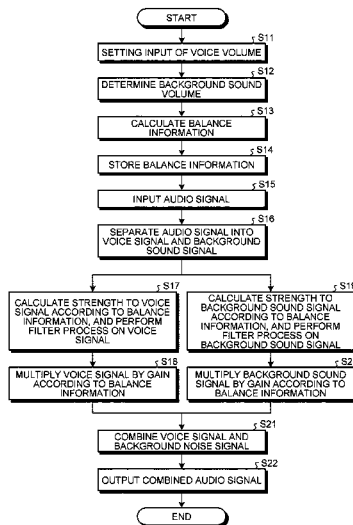 START
S11
SETTING INPUT OF VOICE VOLUME
S12
DETERMINE BACKGROUND SOUND
VOLUME
S13
CALCULATE BALANCE
INFORMATION
S14
STORE BALANCE INFORMATION
S15
INPUT AUDIO SIGNAL
S16
SEPARATE AUDIO SIGNAL INTO
VOICE SIGNAL AND BACKGROUND
SOUND SIGNAL
S17
CALCULATE STRENGTH TO VOICE
SIGNAL ACCORDING TO BALANCE
INFORMATION, AND PERFORM
FILTER PROCESS ON VOICE
SIGNAL
S18
MULTIPLY VOICE SIGNAL BY GAIN
ACCORDING TO BALANCE
INFORMATION
S19
CALCULATE STRENGTH TO
BACKGROUND SOUND SIGNAL
ACCORDING TO BALANCE
INFORMATION, AND PERFORM
FILTER PROCESS ON
BACKGROUND SOUND SIGNAL
S2
MULTIPLY BACKGROUND SOUND
SIGNAL BY GAIN ACCORDING TO
BALANCE INFORMATION
S21
COMBINE VOICE SIGNAL AND
BACKGROUND NOISE SIGNAL
S22
OUTPUT COMBINED AUDIO SIGNAL
END